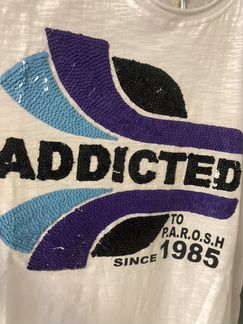 ADDICTED
TO
P.A.R.O.S.H
SINCE 1985